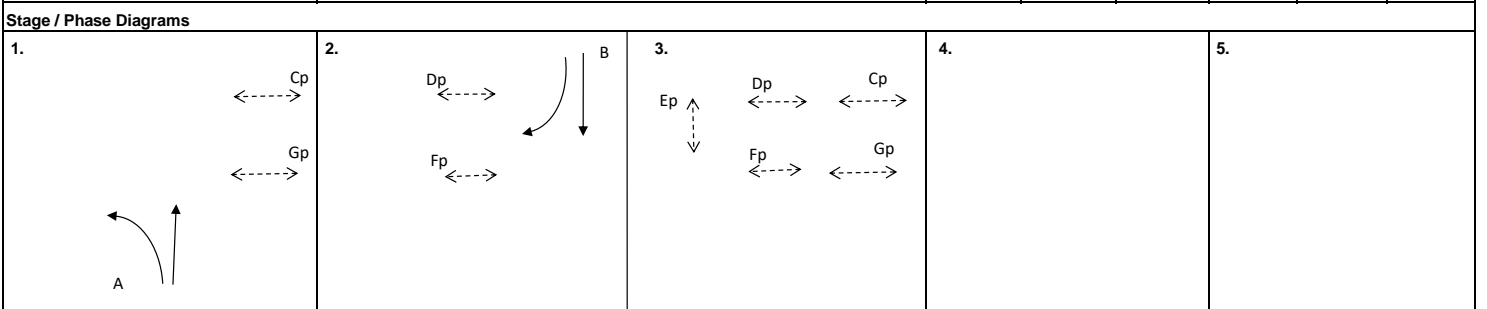 Stage / Phase Diagrams
1.
Cp
Gp
A
2.
B
Dp
Fp
3.
Ep
Dp
Cp
Fp
Gp
4.
5.